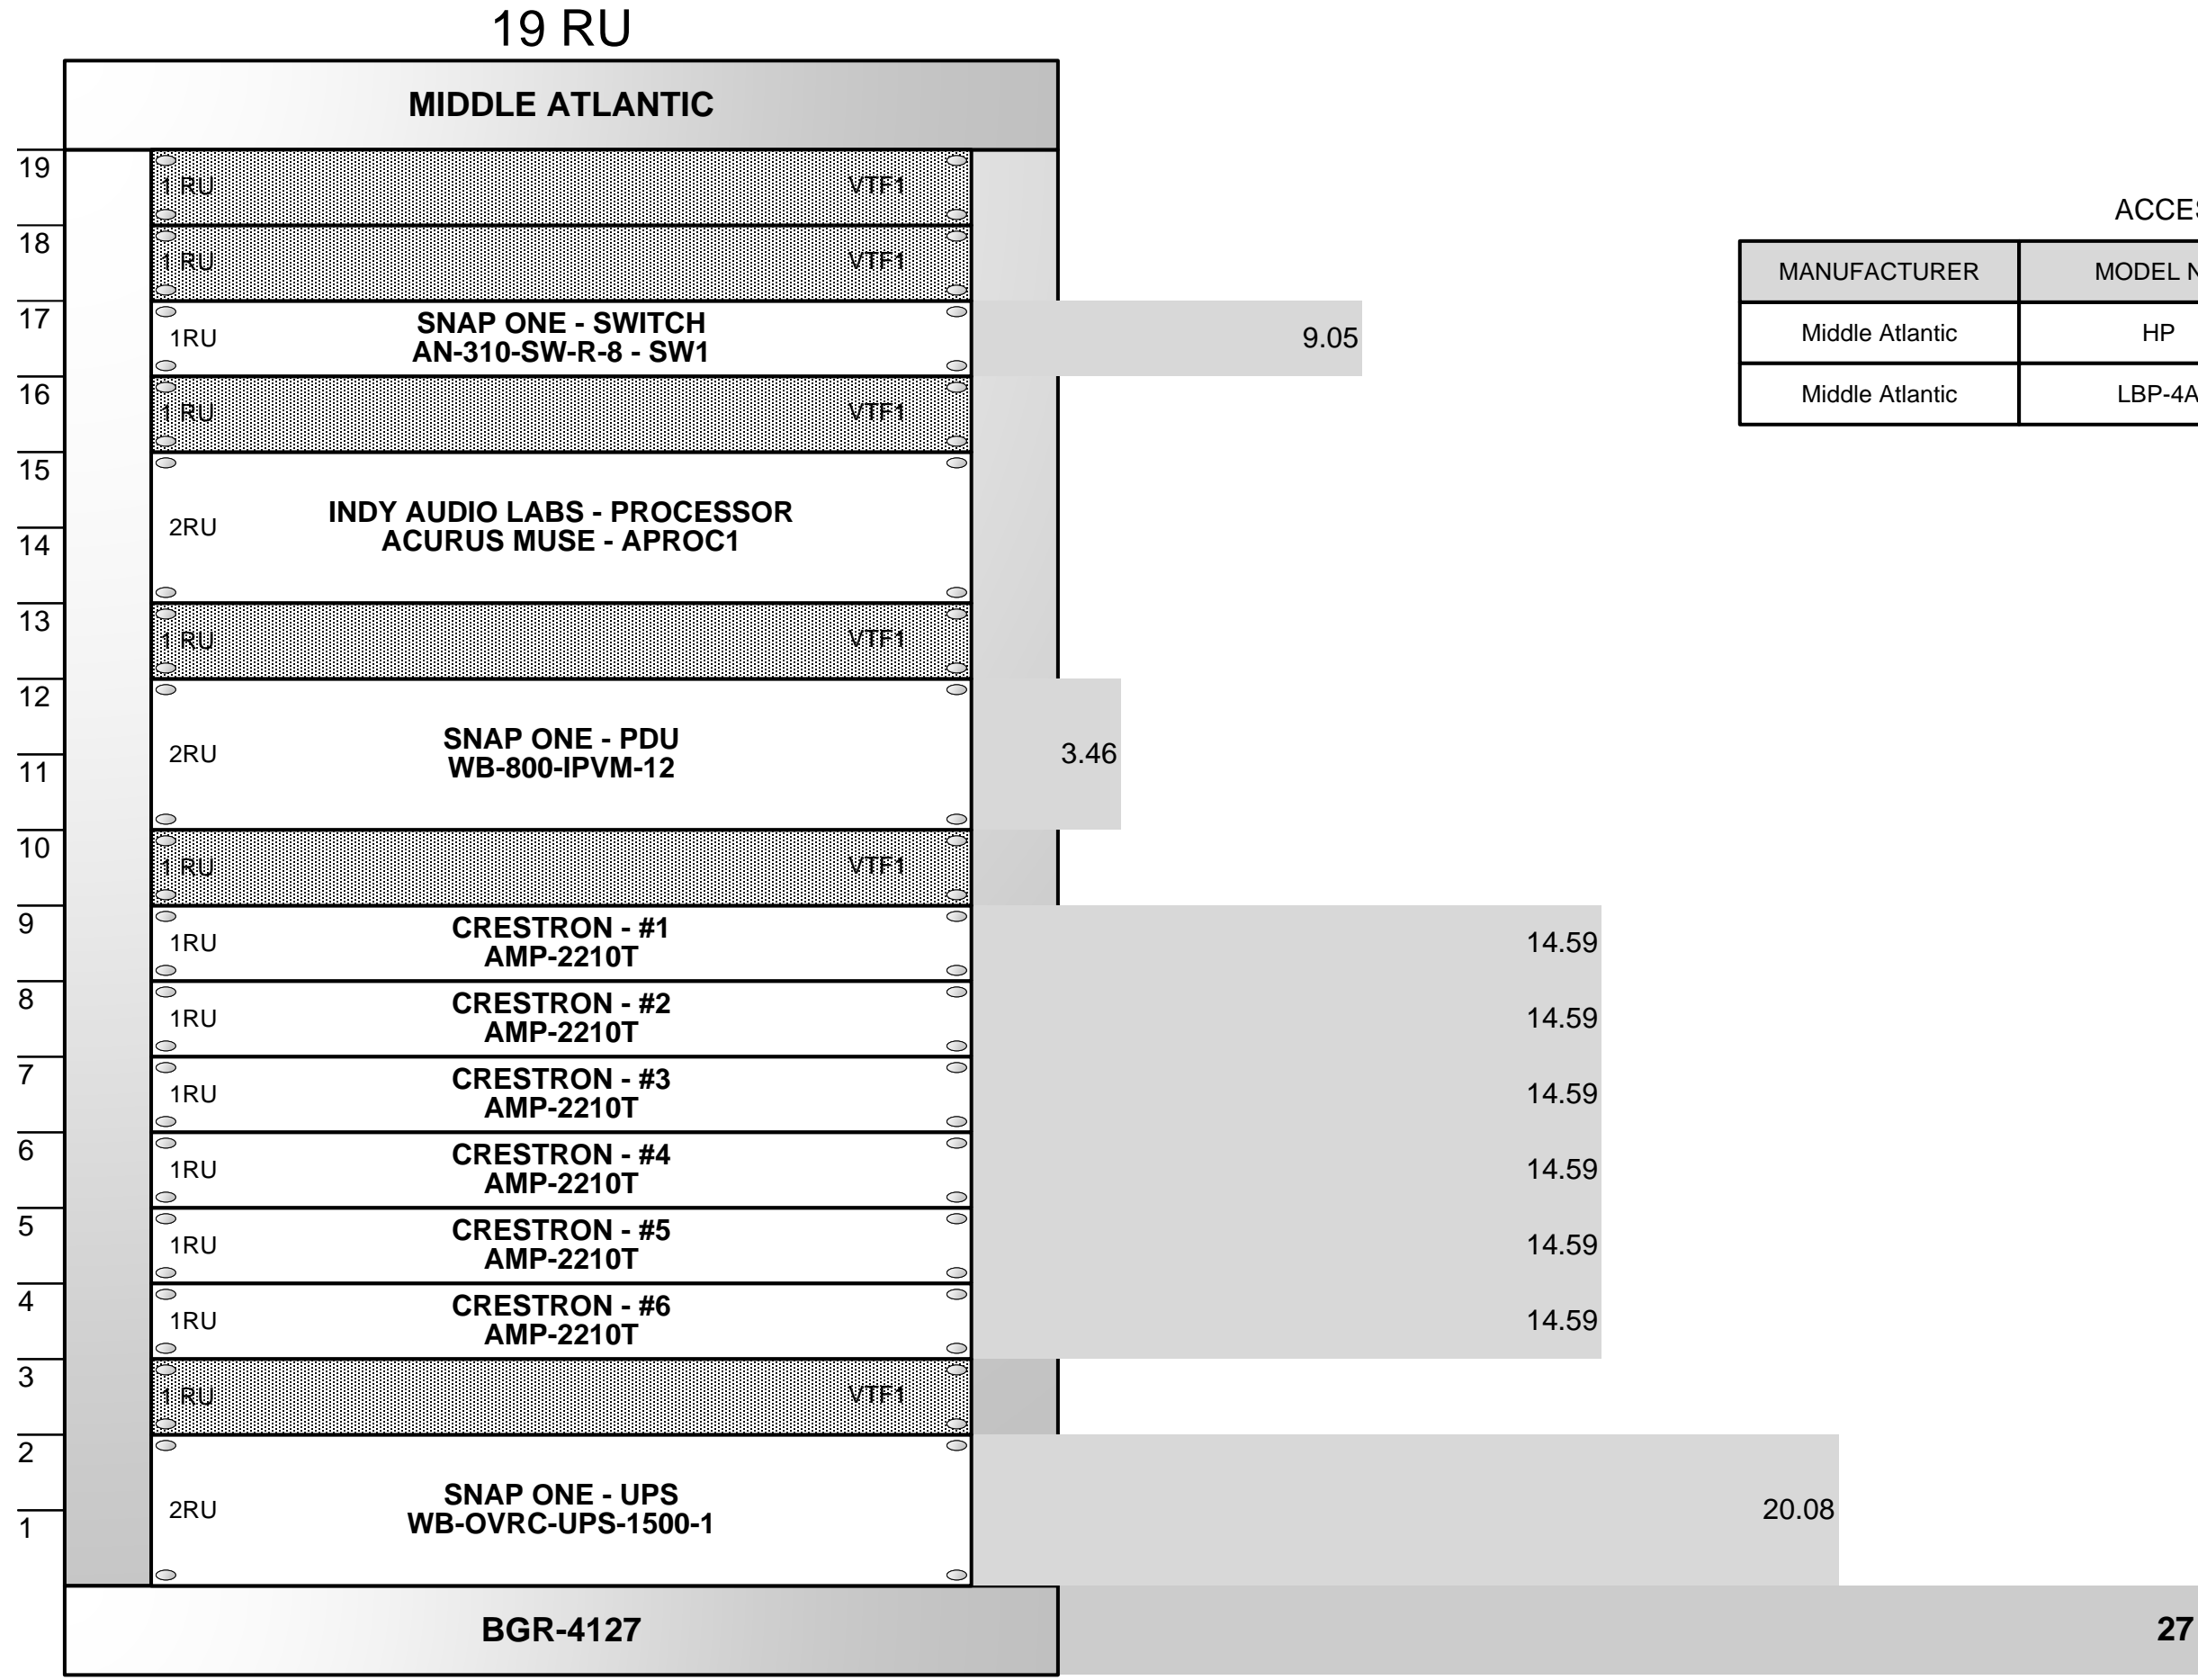 19 RU
MIDDLE ATLANTIC
19
1 RU VTF1
18
1 RU VTF1
17
1RU
SNAP ONE - SWITCH
AN-310-SW-R-8 - SW1
9.05
16
1 RU VTF1
15
14
2RU
INDY AUDIO LABS - PROCESSOR
ACURUS MUSE - APROC1
13
1 RU VTF1
12
11
2RU
SNAP ONE - PDU
WB-800-IPVM-12
3.46
10
1 RU VTF1
9
1RU
CRESTRON - #1
AMP-2210T
14.59
8
1RU
CRESTRON - #2
AMP-2210T
14.59
7
1RU
CRESTRON - #3
AMP-2210T
14.59
6
1RU
CRESTRON - #4
AMP-2210T
14.59
5
1RU
CRESTRON - #5
AMP-2210T
14.59
4
1RU
CRESTRON - #6
AMP-2210T
14.59
3
1 RU VTF1
2
1
2RU
SNAP ONE - UPS
WB-OVRC-UPS-1500-1
20.08
BGR-4127
27
MANUFACTURER MODEL
Middle Atlantic HP
Middle Atlantic LBP-4A